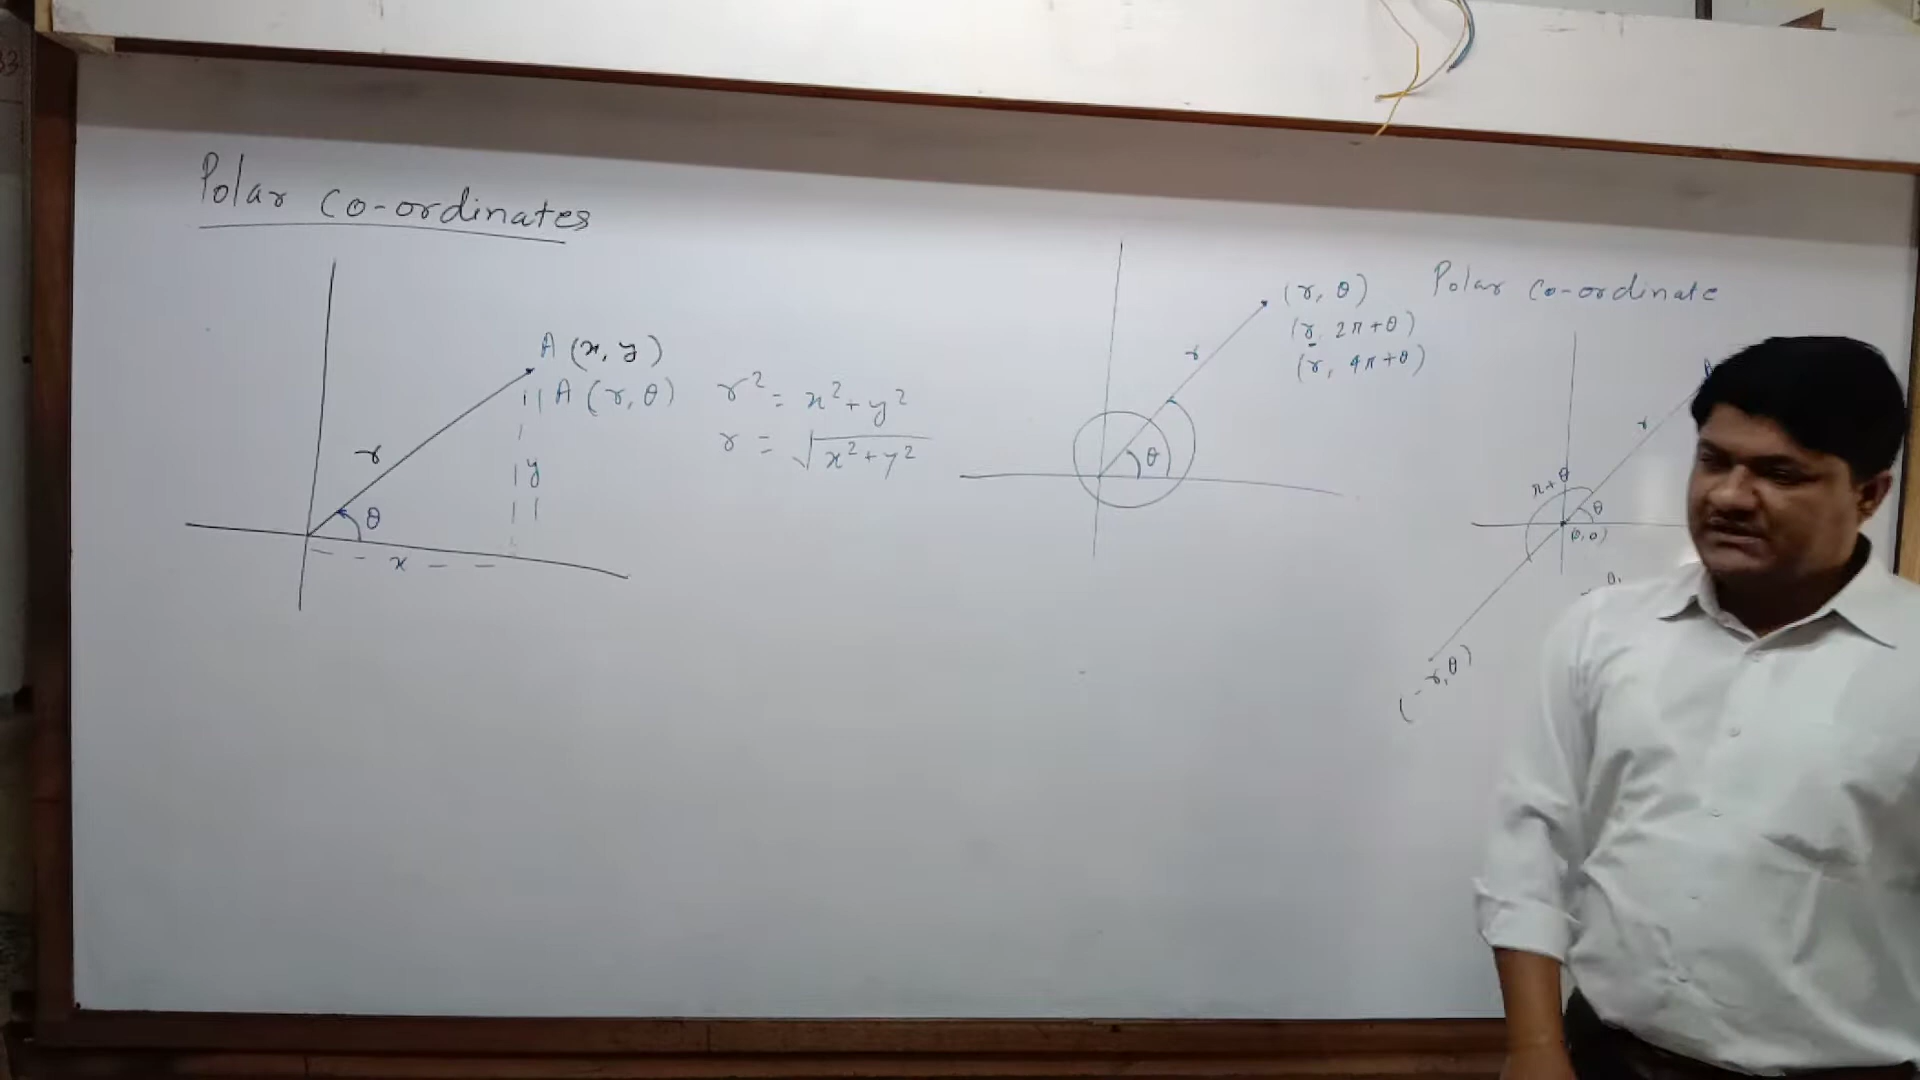 Polar co-ordinates
A (x, y)
A (r, θ)
r
θ
x
y
r² = x² + y²
r = √x² + y²
(r, θ)
(r, 2π+θ)
(r, 4π+θ)
r
θ
Polar co-ordinate
r
π+θ
θ
(0,0)
(-r, θ)